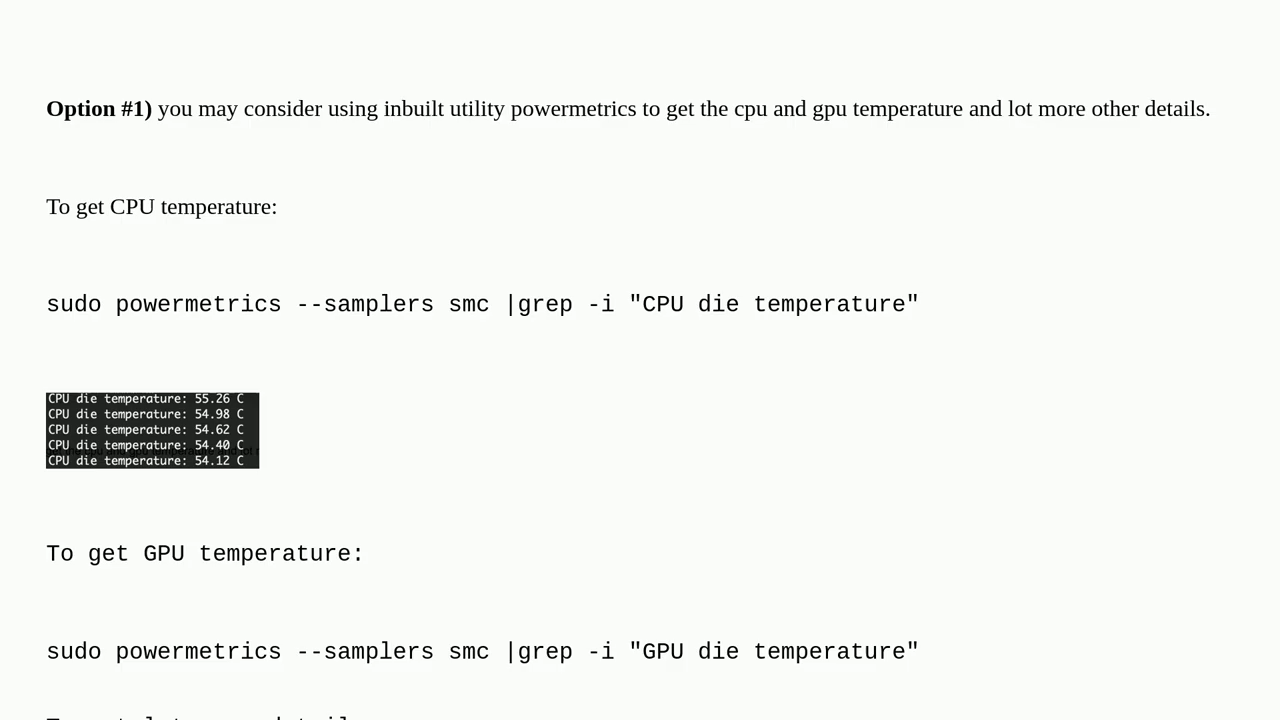 Option #1) you may consider using inbuilt utility powermetrics to get the cpu and gpu temperature and lot more other details.
To get CPU temperature:
sudo powermetrics --samplers smc |grep -i "CPU die temperature"
CPU die temperature: 55.26 C
CPU die temperature: 54.98 C
CPU die temperature: 54.62 C
CPU die temperature: 54.40 C
CPU die temperature: 54.12 C
To get GPU temperature:
sudo powermetrics --samplers smc |grep -i "GPU die temperature"